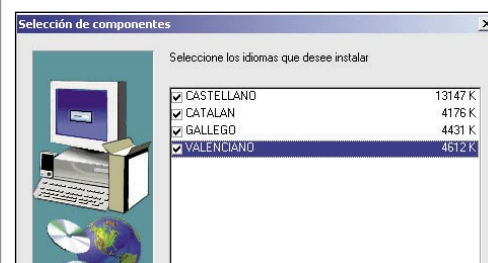 Selección de componentes
Seleccione los idiomas que desee instalar
CASTELLANO 13147 K
CATALAN 4176 K
GALLEGO 4431 K
VALENCIANO 4612 K